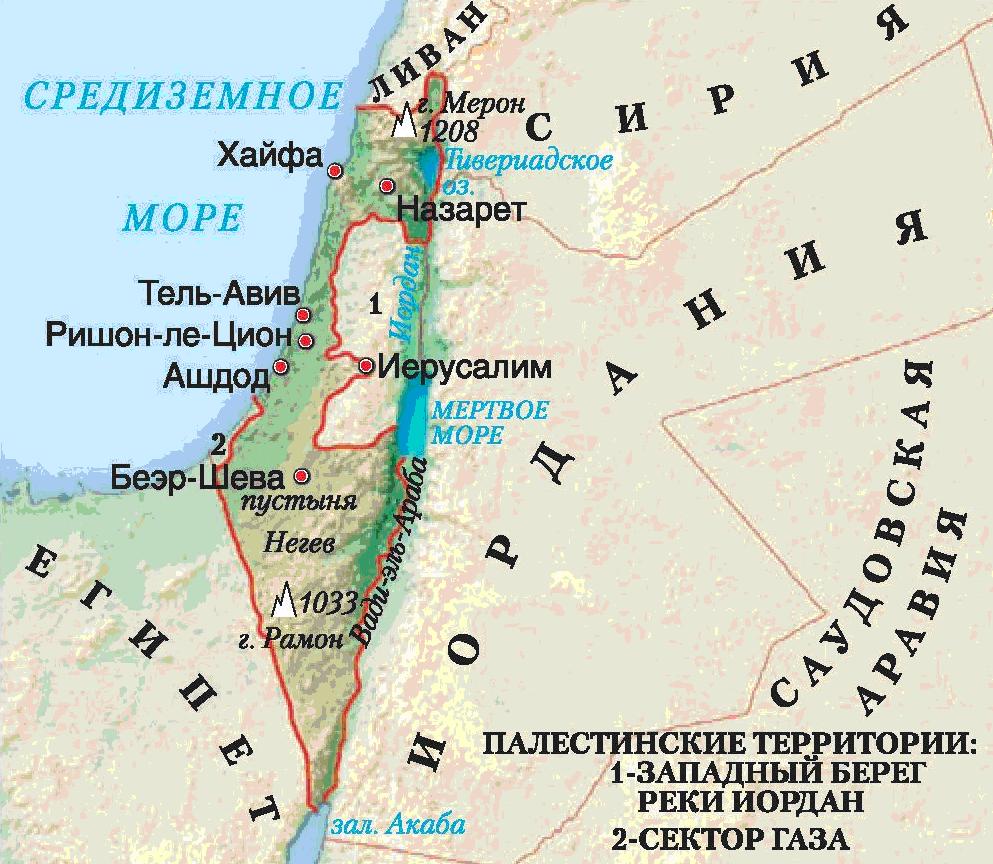 ЛИВАН
СРЕДИЗЕМНОЕ
г. Мерон
1208
СИРИЯ
Хайфа
Тивериадское
оз.
МОРЕ
Назарет
Иордан
Тель-Авив
1
Ришон-ле-Цион
Иерусалим
Ашдод
МЕРТВОЕ
МОРЕ
2
Беэр-Шева
пустыня
Негев
Вади-эль-Араба
1033
г. Рамон
ЕГИПЕТ
ИОРДАНИЯ
САУДОВСКАЯ
АРАВИЯ
зал. Акаба
ПАЛЕСТИНСКИЕ ТЕРРИТОРИИ:
1-ЗАПАДНЫЙ БЕРЕГ
РЕКИ ИОРДАН
2-СЕКТОР ГАЗА